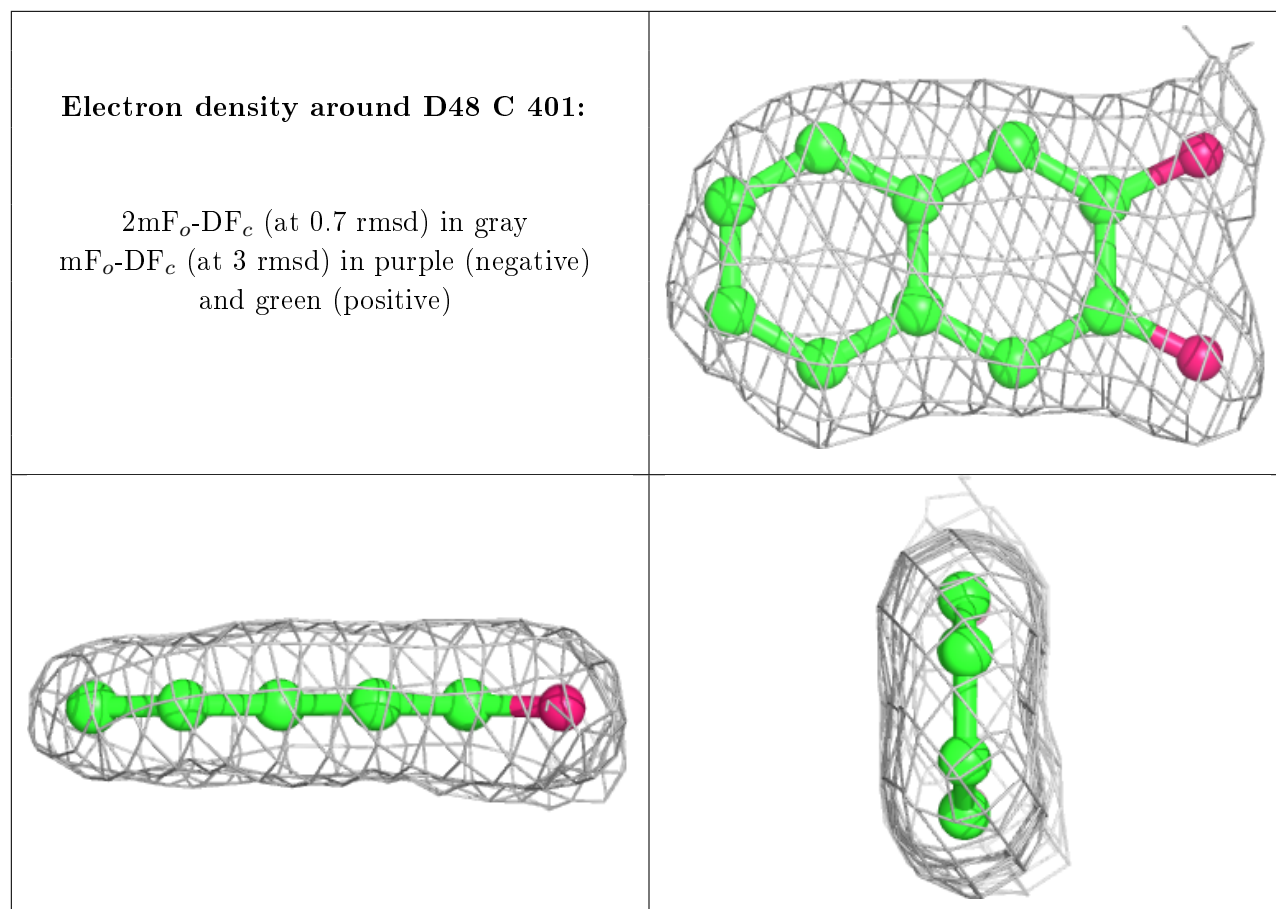 Electron density around D48 C 401:
2mFo-DFc (at 0.7 rmsd) in gray
mFo-DFc (at 3 rmsd) in purple (negative)
and green (positive)